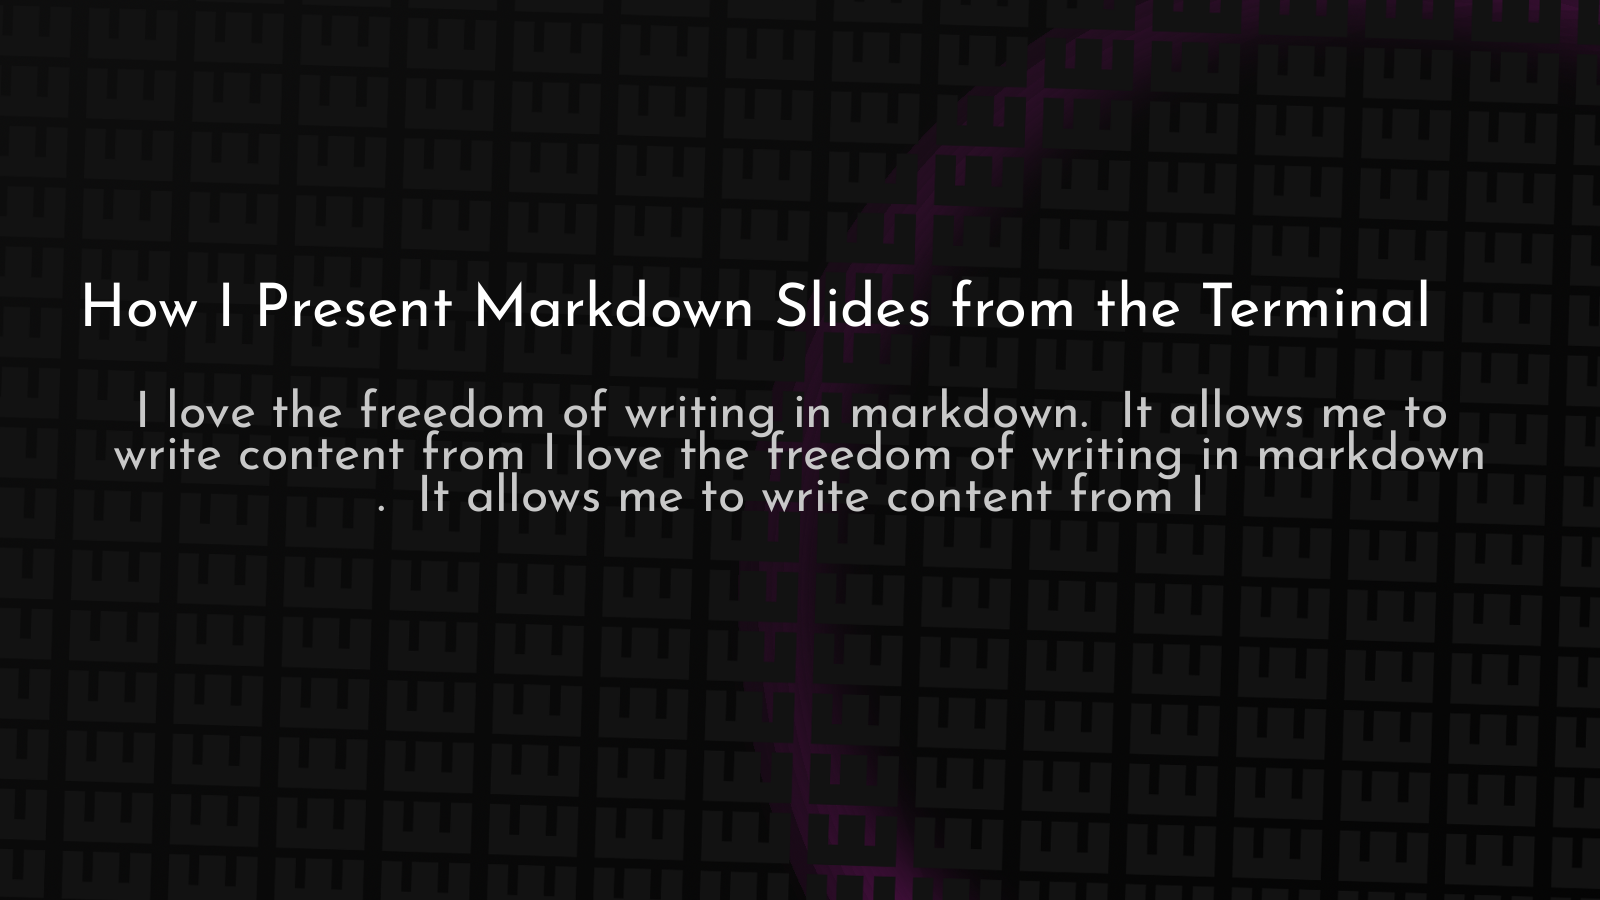 How I Present Markdown Slides from the Terminal
I love the freedom of writing in markdown.  It allows me to
write content from I love the freedom of writing in markdown
.  It allows me to write content from I